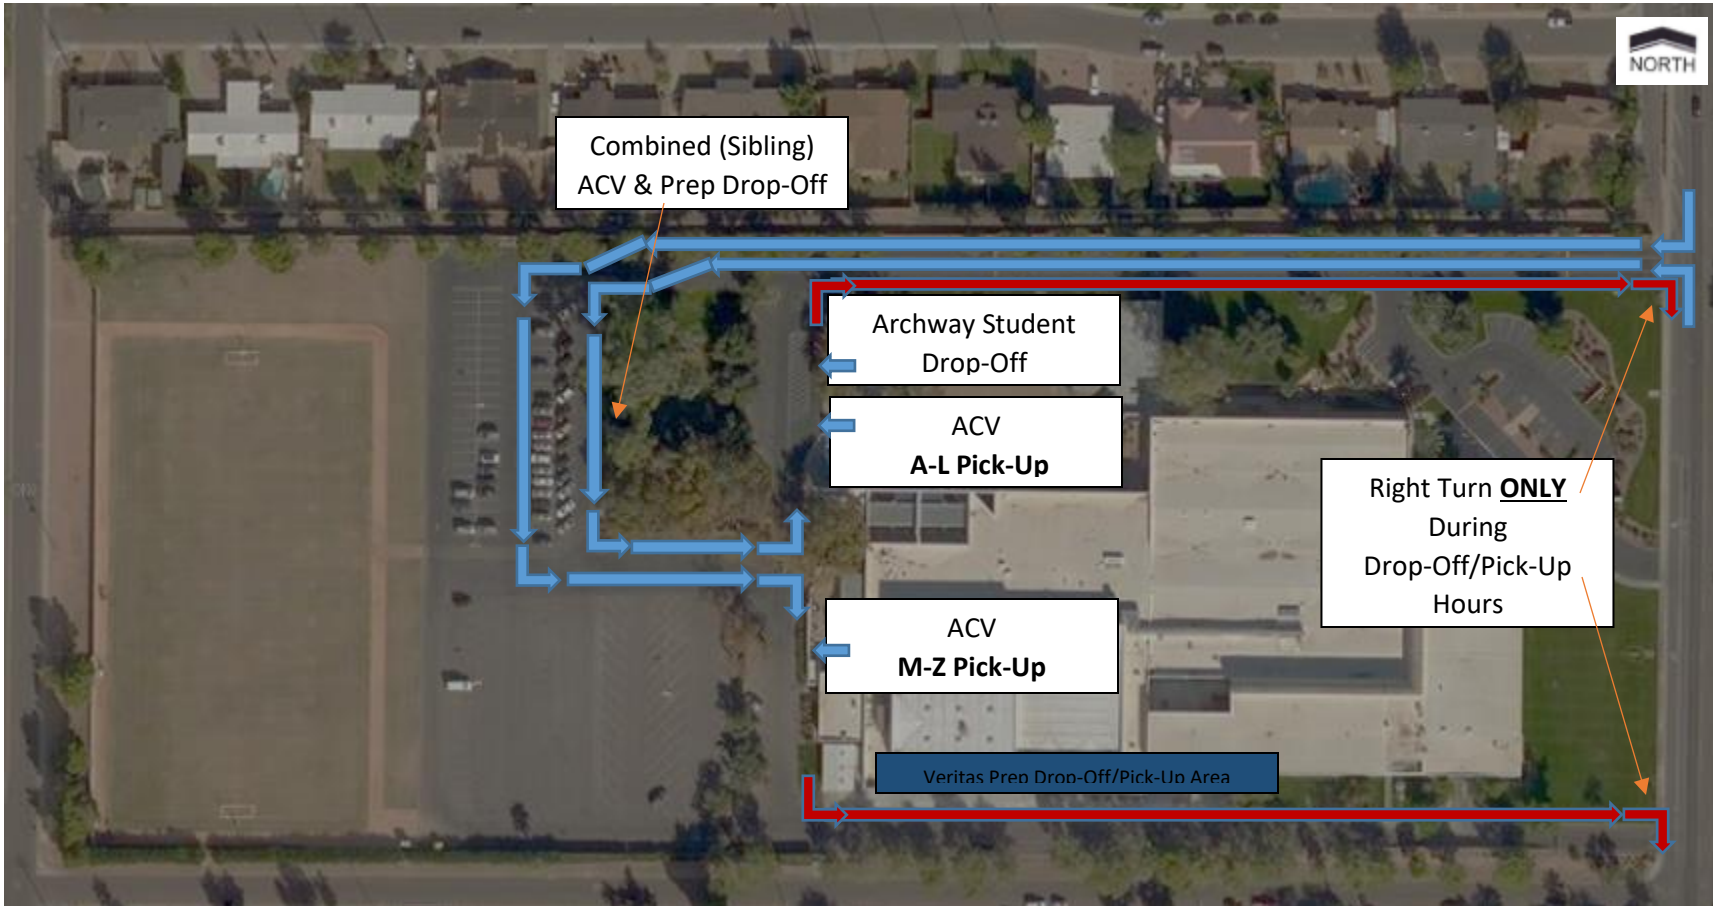 NORTH
Combined (Sibling)
ACV & Prep Drop-Off
Archway Student
Drop-Off
ACV
A-L Pick-Up
Right Turn ONLY
During
Drop-Off/Pick-Up
Hours
ACV
M-Z Pick-Up
Veritas Prep Drop-Off/Pick-Up Area